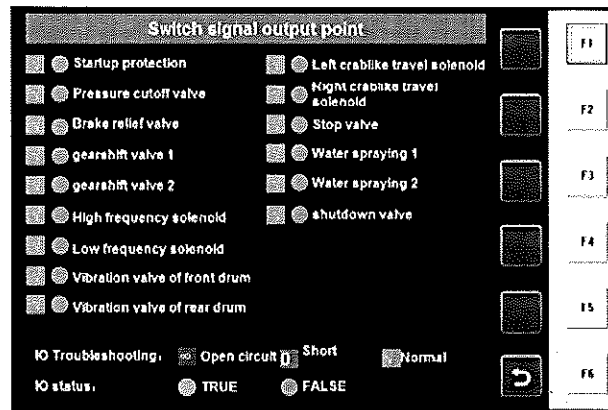 Switch signal output point
Startup protection
Pressure cutoff valve
Brake relief valve
gearshift valve 1
gearshift valve 2
High frequency solenoid
Low frequency solenoid
Vibration valve of front drum
Vibration valve of rear drum
Left crablike travel solenoid
Right crablike travel
solenoid
Stop valve
Water spraying 1
Water spraying 2
shutdown valve
IO Troubleshooting: Open circuit Short Normal
IO status: TRUE FALSE
F1
F2
F3
F4
F5
F6